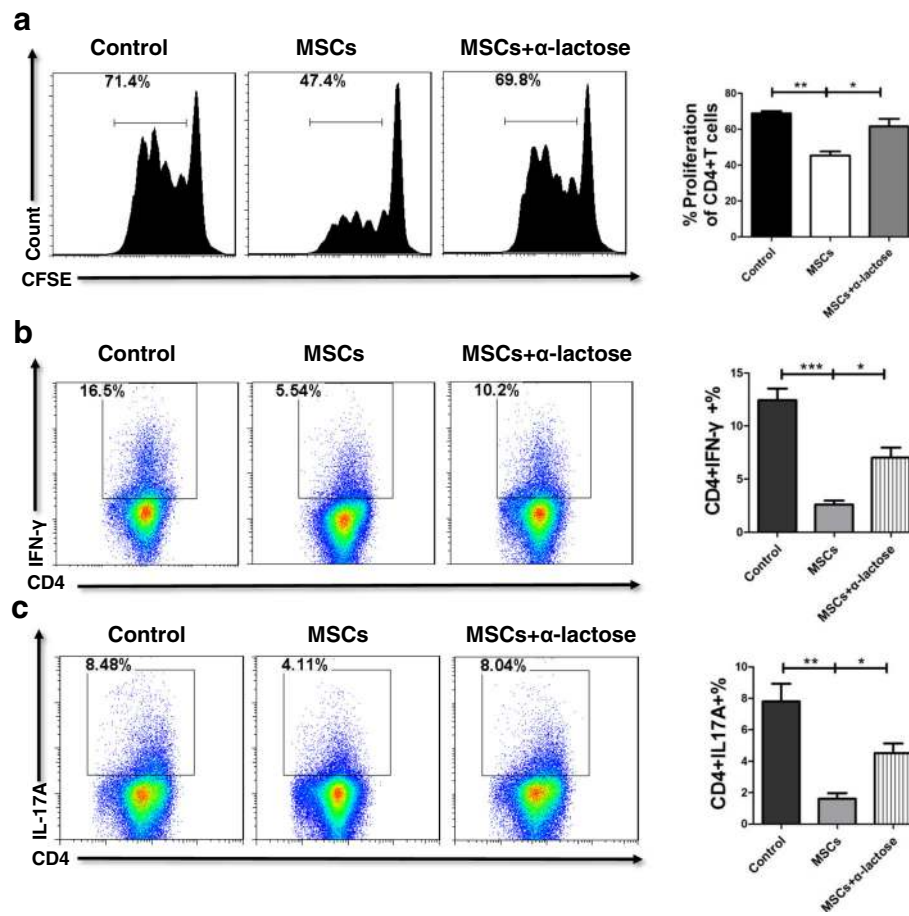 a
Control
MSCs
MSCs+α-lactose
71.4%
47.4%
69.8%
Count
CFSE
% Proliferation
of CD4+T cells
80
60
40
20
0
**
*
Control
MSCs
MSCs+α-lactose
b
Control
MSCs
MSCs+α-lactose
16.5%
5.54%
10.2%
IFN-γ
CD4
CD4+IFN-γ +%
15
10
5
0
***
*
Control
MSCs
MSCs+α-lactose
c
Control
MSCs
MSCs+α-lactose
8.48%
4.11%
8.04%
IL-17A
CD4
CD4+IL17A+%
10
8
6
4
2
0
**
*
Control
MSCs
MSCs+α-lactose